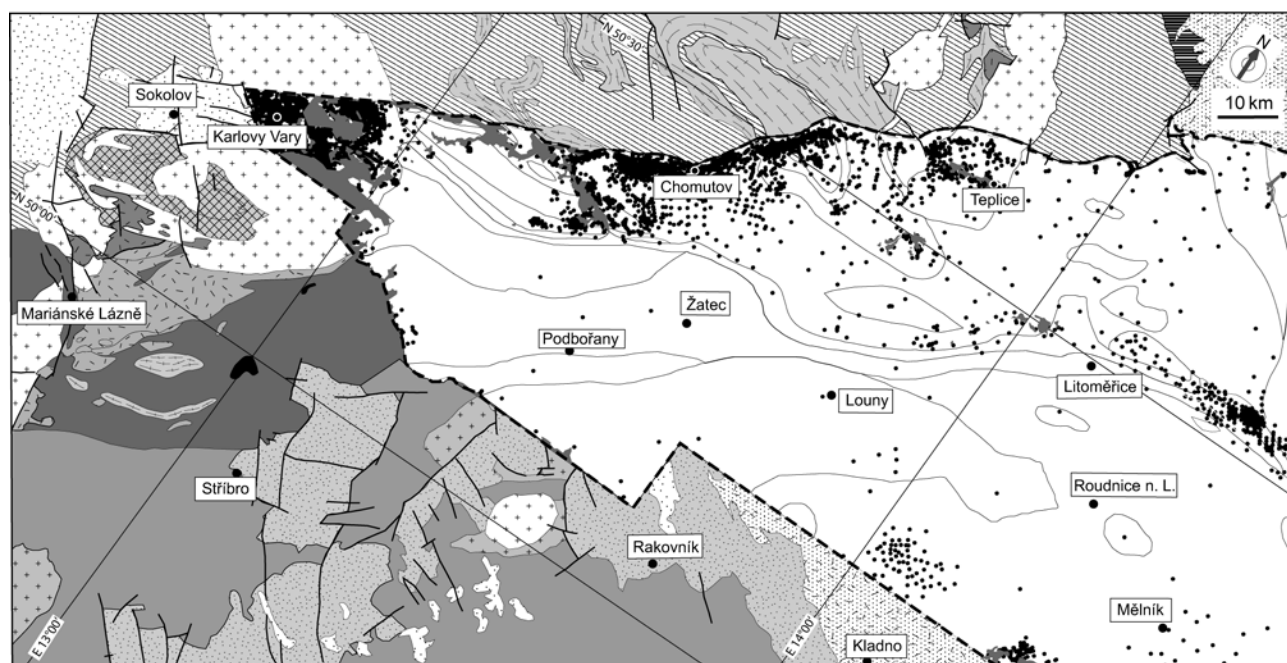 N 50°30'
N
10 km
Sokolov
Karlovy Vary
Chomutov
Teplice
N 50°00'
Mariánské Lázně
Žatec
Podbořany
Litoměřice
Louny
Stříbro
Roudnice n. L.
Rakovník
Mělník
E 13°00'
E 14°00'
Kladno